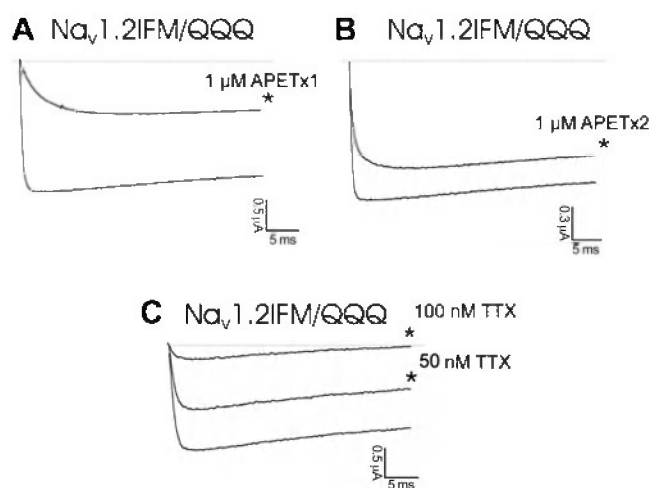 A Naᵥ1.2IFM/QQQ
1 µM APETx1
*
0.5 µA
5 ms
B Naᵥ1.2IFM/QQQ
1 µM APETx2
*
0.3 µA
5 ms
C Naᵥ1.2IFM/QQQ
* 100 nM TTX
* 50 nM TTX
0.5 µA
5 ms